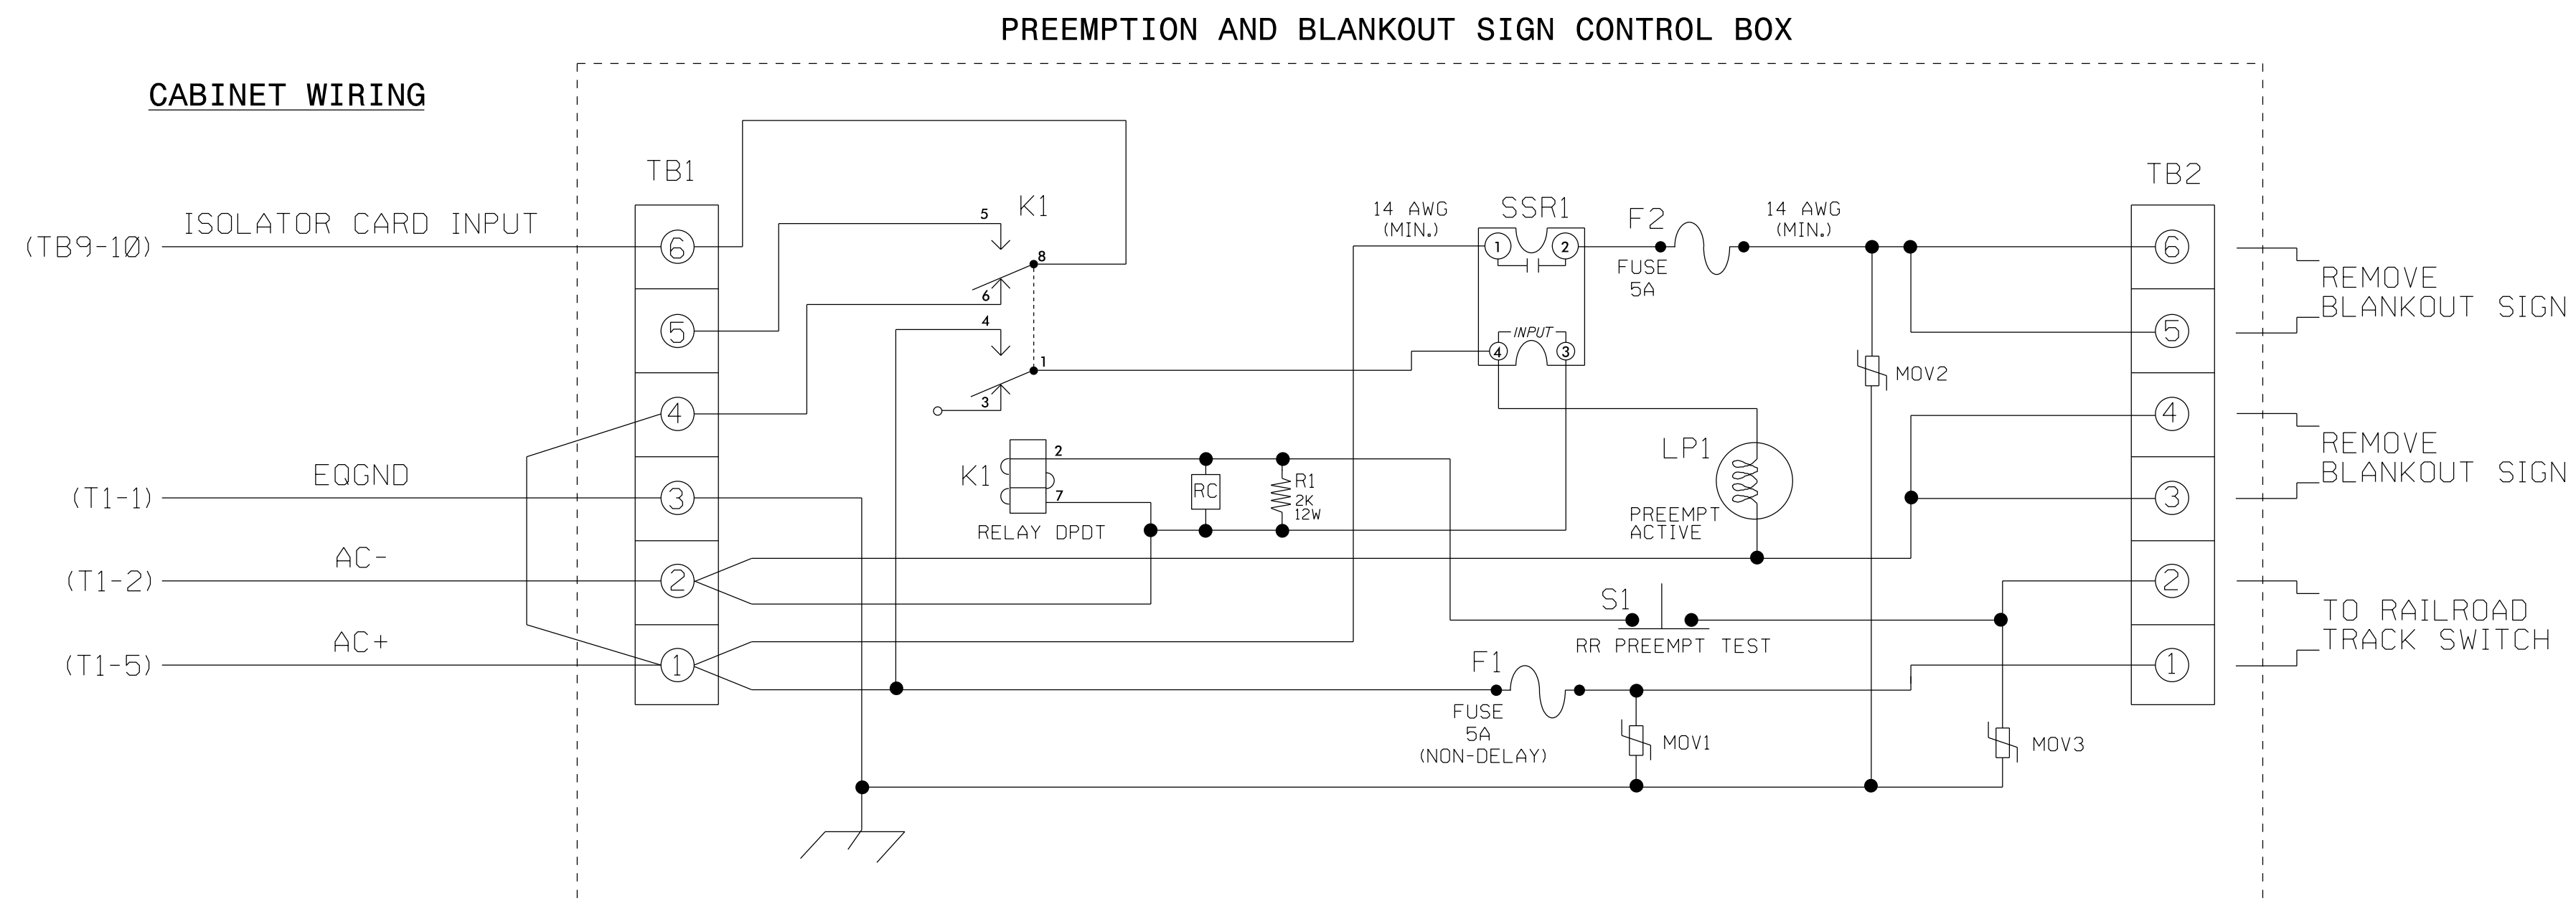 PREEMPTION AND BLANKOUT SIGN CONTROL BOX
CABINET WIRING
TB1
TB2
(TB9-10)
ISOLATOR CARD INPUT
(T1-1)
EQGND
(T1-2)
AC-
(T1-5)
AC+
6
5
4
3
2
1
K1
5
8
6
4
1
3
K1
2
7
RELAY DPDT
RC
R1
2K
12W
14 AWG
(MIN.)
SSR1
1
2
INPUT
4
3
F2
FUSE
5A
14 AWG
(MIN.)
MOV2
LP1
PREEMPT
ACTIVE
S1
RR PREEMPT TEST
F1
FUSE
5A
(NON-DELAY)
MOV1
MOV3
6
5
4
3
2
1
REMOVE
BLANKOUT SIGN
REMOVE
BLANKOUT SIGN
TO RAILROAD
TRACK SWITCH